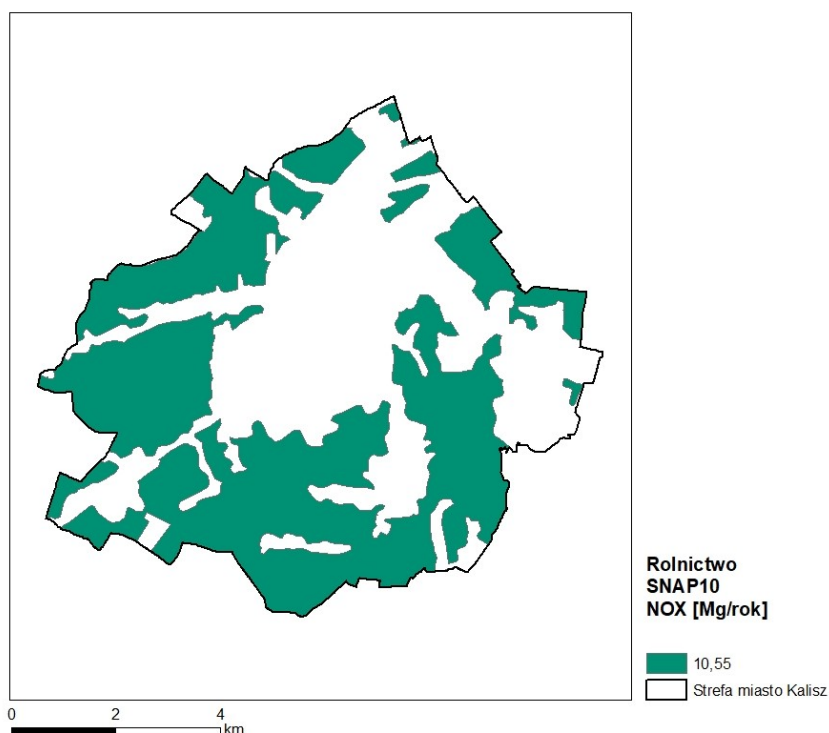 Rolnictwo
SNAP10
NOX [Mg/rok]
10,55
Strefa miasto Kalisz
0 2 4
km